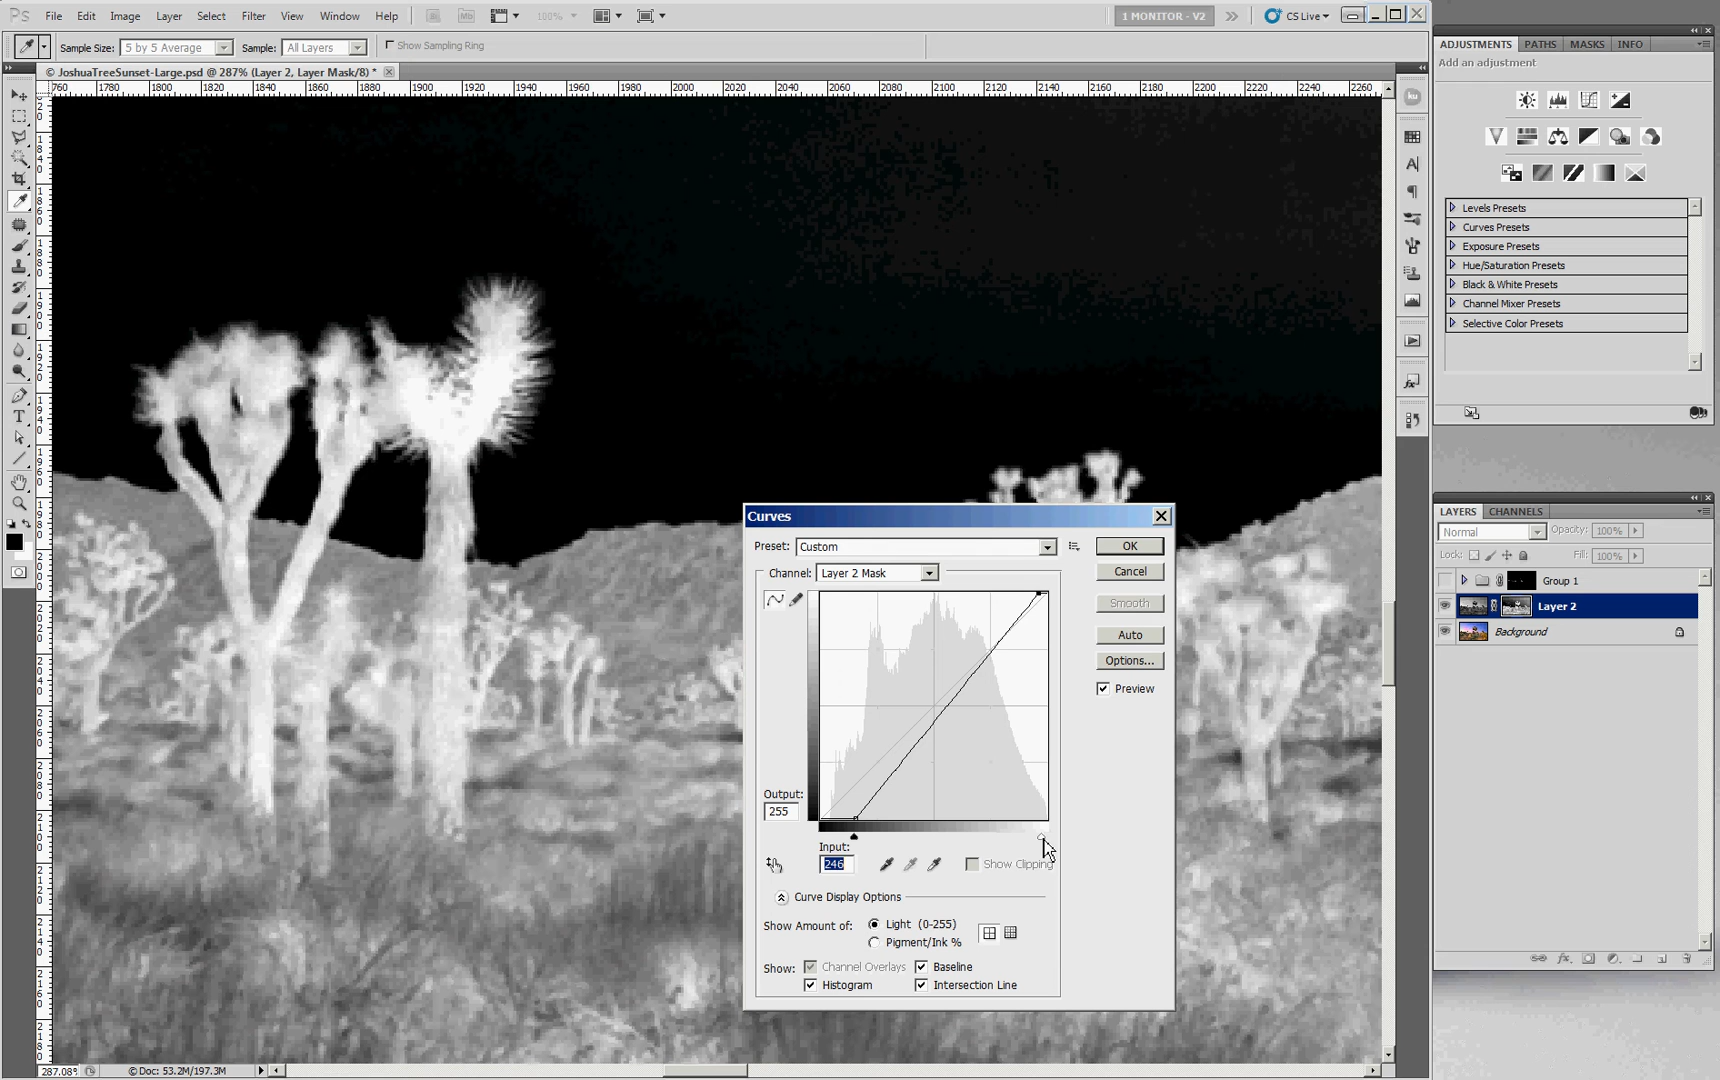 Ps File Edit Image Layer Select Filter View Window Help Mb 100% 1 MONITOR - V2 CS Live
Sample Size: 5 by 5 Average Sample: All Layers Show Sampling Ring
© JoshuaTreeSunset-Large.psd @ 287% (Layer 2, Layer Mask/8) *
760 1780 1800 1820 1840 1860 1880 1900 1920 1940 1960 1980 2000 2020 2040 2060 2080 2100 2120 2140 2160 2180 2200 2220 2240 2260
ADJUSTMENTS PATHS MASKS INFO
Add an adjustment
Levels Presets
Curves Presets
Exposure Presets
Hue/Saturation Presets
Black & White Presets
Channel Mixer Presets
Selective Color Presets
Curves
Preset: Custom OK
Channel: Layer 2 Mask Cancel
Smooth
Auto
Options...
Preview
Output:
255
Input:
246 Show Clipping
Curve Display Options
Show Amount of: Light (0-255)
Pigment/Ink %
Show: Channel Overlays Baseline
Histogram Intersection Line
LAYERS CHANNELS
Normal Opacity: 100%
Lock: Fill: 100%
Group 1
Layer 2
Background
fx
287.08% © Doc: 53.2M/197.3M